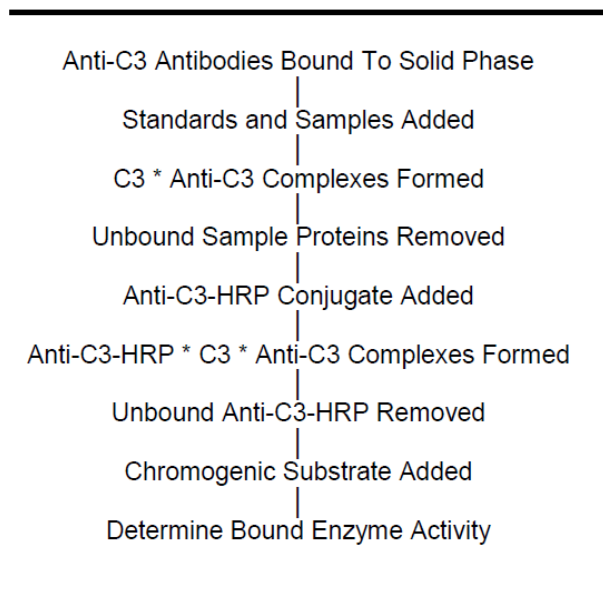 Anti-C3 Antibodies Bound To Solid Phase
Standards and Samples Added
C3 * Anti-C3 Complexes Formed
Unbound Sample Proteins Removed
Anti-C3-HRP Conjugate Added
Anti-C3-HRP * C3 * Anti-C3 Complexes Formed
Unbound Anti-C3-HRP Removed
Chromogenic Substrate Added
Determine Bound Enzyme Activity